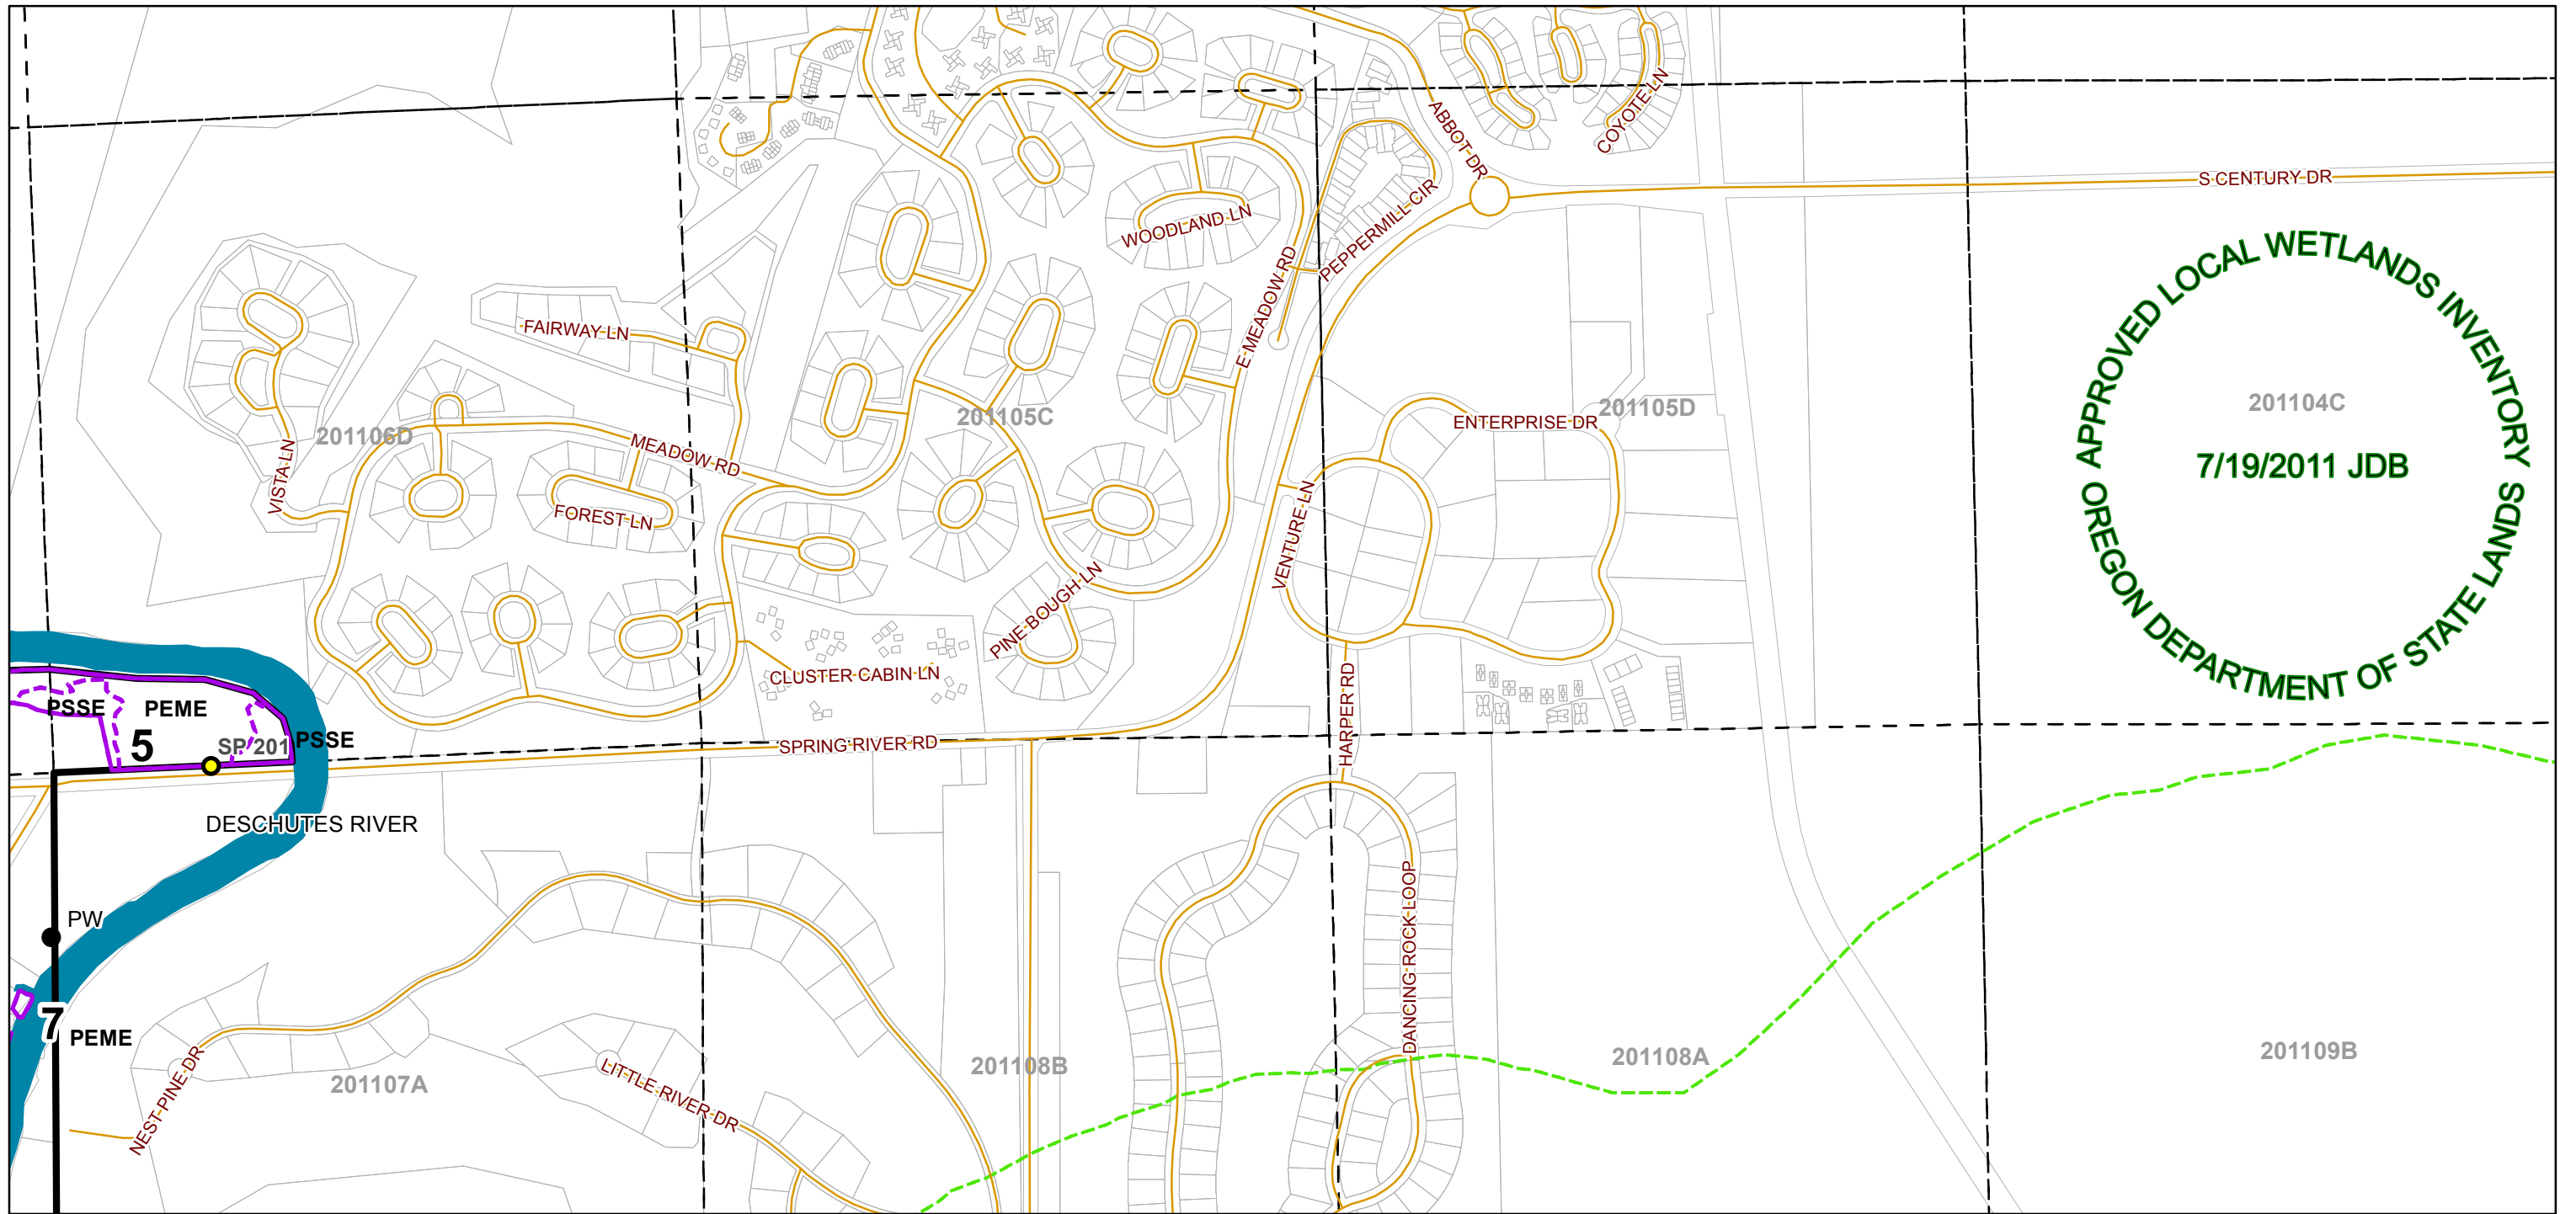 COYOTE LN
ABBOT DR
S CENTURY DR
PEPPERMILL CIR
WOODLAND LN
E MEADOW RD
FAIRWAY LN
APPROVED LOCAL WETLANDS INVENTORY
201104C
7/19/2011 JDB
OREGON DEPARTMENT OF STATE LANDS
201106D
201105C
201105D
ENTERPRISE DR
MEADOW RD
VISTA LN
FOREST LN
VENTURE LN
PINE BOUGH LN
CLUSTER CABIN LN
HARPER RD
PSSE
PEME
5
SP 201
PSSE
SPRING RIVER RD
DESCHUTES RIVER
PW
DANCING ROCK LOOP
7
PEME
NEST PINE DR
LITTLE RIVER DR
201107A
201108B
201108A
201109B